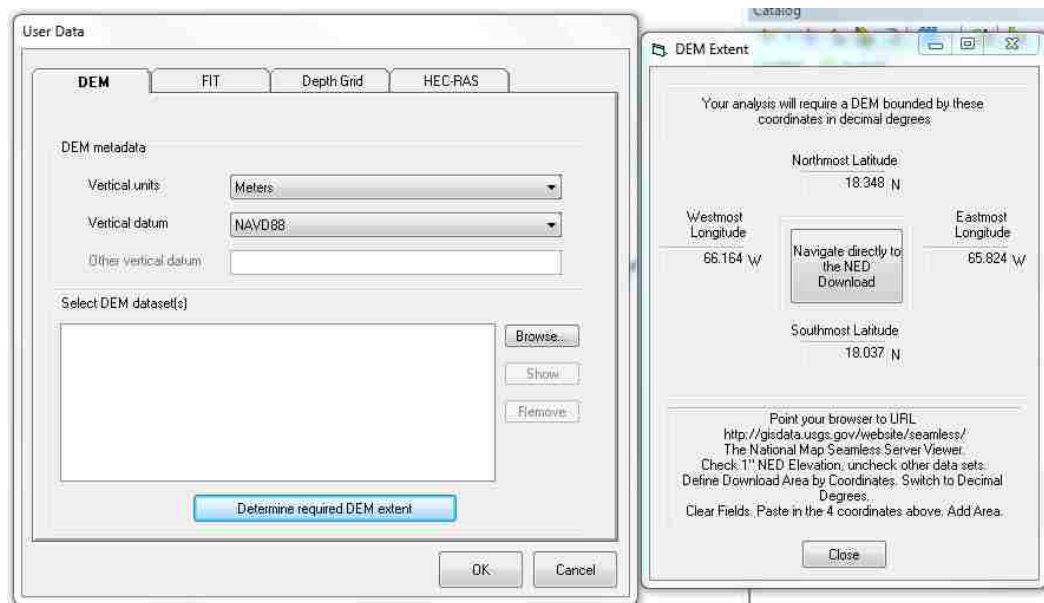 User Data
DEM
FIT
Depth Grid
HEC-RAS
DEM metadata
Vertical units
Meters
Vertical datum
NAVD88
Other vertical datum
Select DEM dataset(s)
Browse...
Show
Remove
Determine required DEM extent
OK
Cancel
Catalog
DEM Extent
Your analysis will require a DEM bounded by these
coordinates in decimal degrees
Northmost Latitude
18.348 N
Westmost
Longitude
66.164 W
Navigate directly to
the NED
Download
Eastmost
Longitude
65.824 W
Southmost Latitude
18.037 N
Point your browser to URL
http://gisdata.usgs.gov/website/seamless/
The National Map Seamless Server Viewer.
Check 1" NED Elevation, uncheck other data sets.
Define Download Area by Coordinates. Switch to Decimal
Degrees.
Clear Fields. Paste in the 4 coordinates above. Add Area.
Close